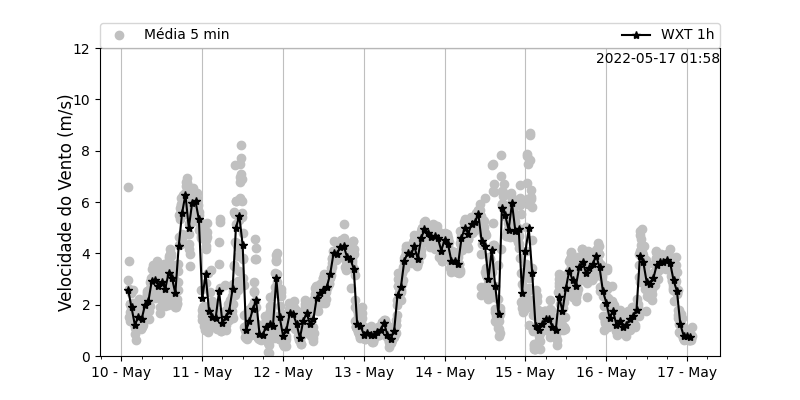 Média 5 min
WXT 1h
2022-05-17 01:58
Velocidade do Vento (m/s)
12
10
8
6
4
2
0
10 - May
11 - May
12 - May
13 - May
14 - May
15 - May
16 - May
17 - May